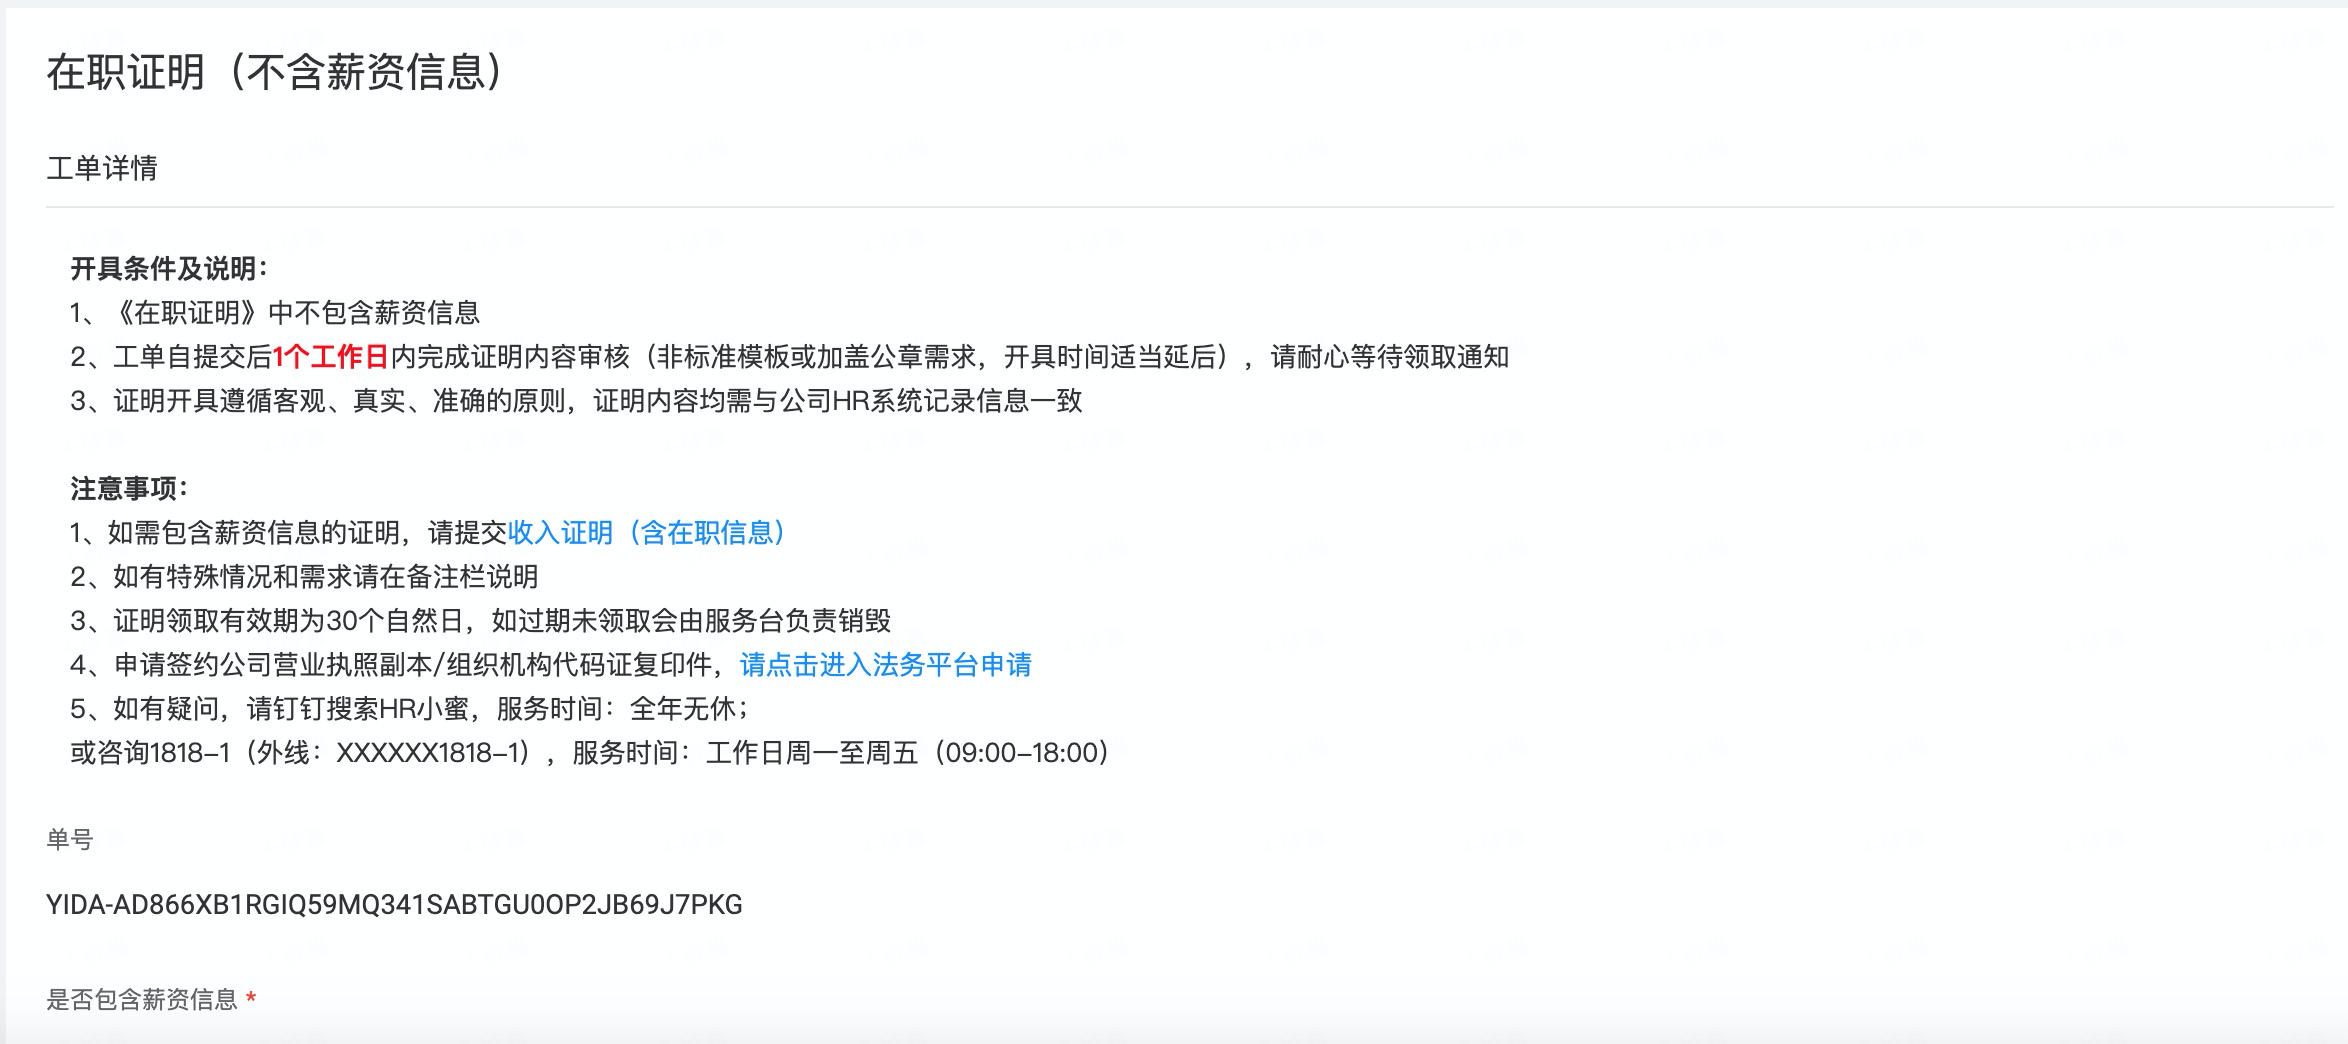 在职证明（不含薪资信息）
工单详情
开具条件及说明：
1、《在职证明》中不包含薪资信息
2、工单自提交后1个工作日内完成证明内容审核（非标准模板或加盖公章需求，开具时间适当延后），请耐心等待领取通知
3、证明开具遵循客观、真实、准确的原则，证明内容均需与公司HR系统记录信息一致
注意事项：
1、如需包含薪资信息的证明，请提交收入证明（含在职信息）
2、如有特殊情况和需求请在备注栏说明
3、证明领取有效期为30个自然日，如过期未领取会由服务台负责销毁
4、申请签约公司营业执照副本/组织机构代码证复印件，请点击进入法务平台申请
5、如有疑问，请钉钉搜索HR小蜜，服务时间：全年无休；
或咨询1818-1（外线：XXXXXX1818-1），服务时间：工作日周一至周五（09:00-18:00）
单号
YIDA-AD866XB1RGIQ59MQ341SABTGU0OP2JB69J7PKG
是否包含薪资信息 *